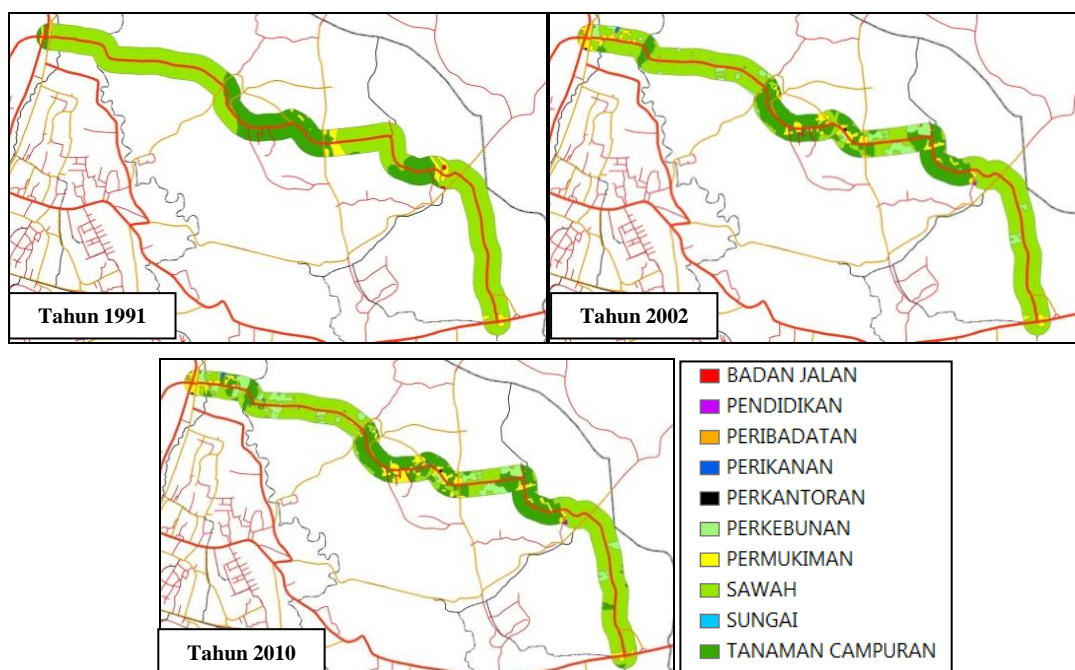 Tahun 1991
Tahun 2002
Tahun 2010
BADAN JALAN
PENDIDIKAN
PERIBADATAN
PERIKANAN
PERKANTORAN
PERKEBUNAN
PERMUKIMAN
SAWAH
SUNGAI
TANAMAN CAMPURAN